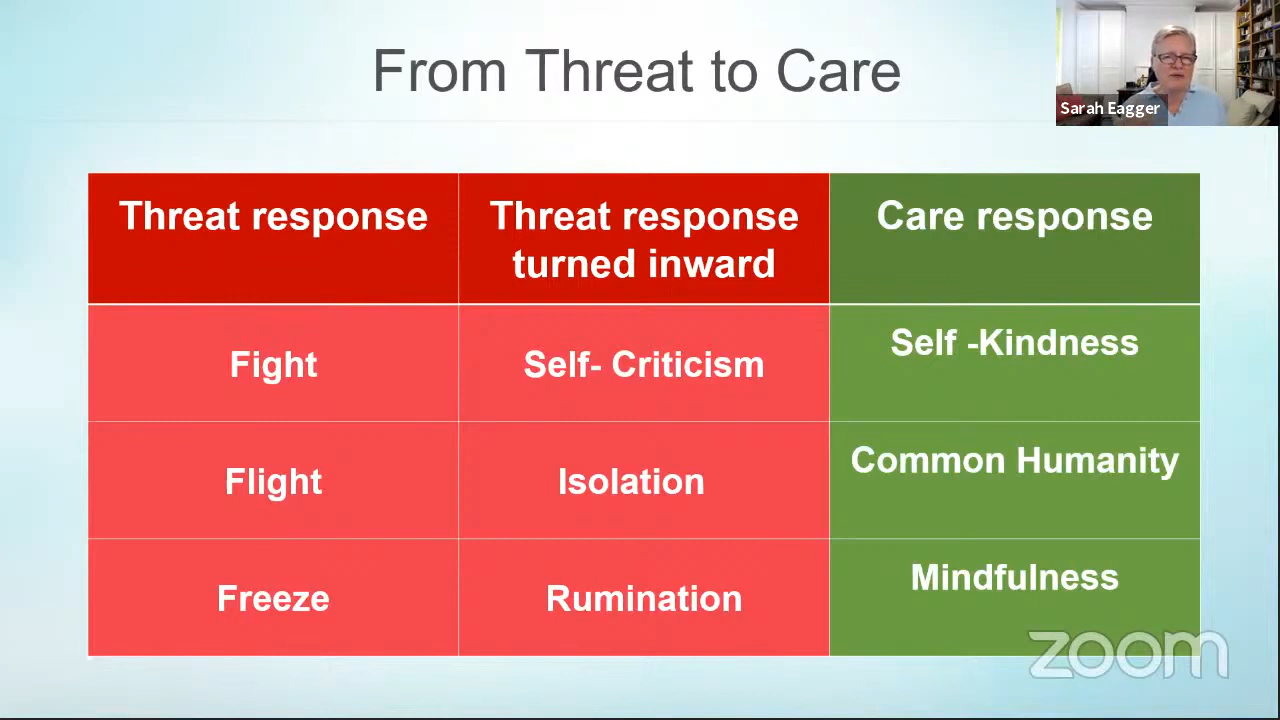 From Threat to Care
Sarah Eagger
Threat response
Threat response
turned inward
Care response
Fight
Self- Criticism
Self -Kindness
Flight
Isolation
Common Humanity
Freeze
Rumination
Mindfulness
zoom